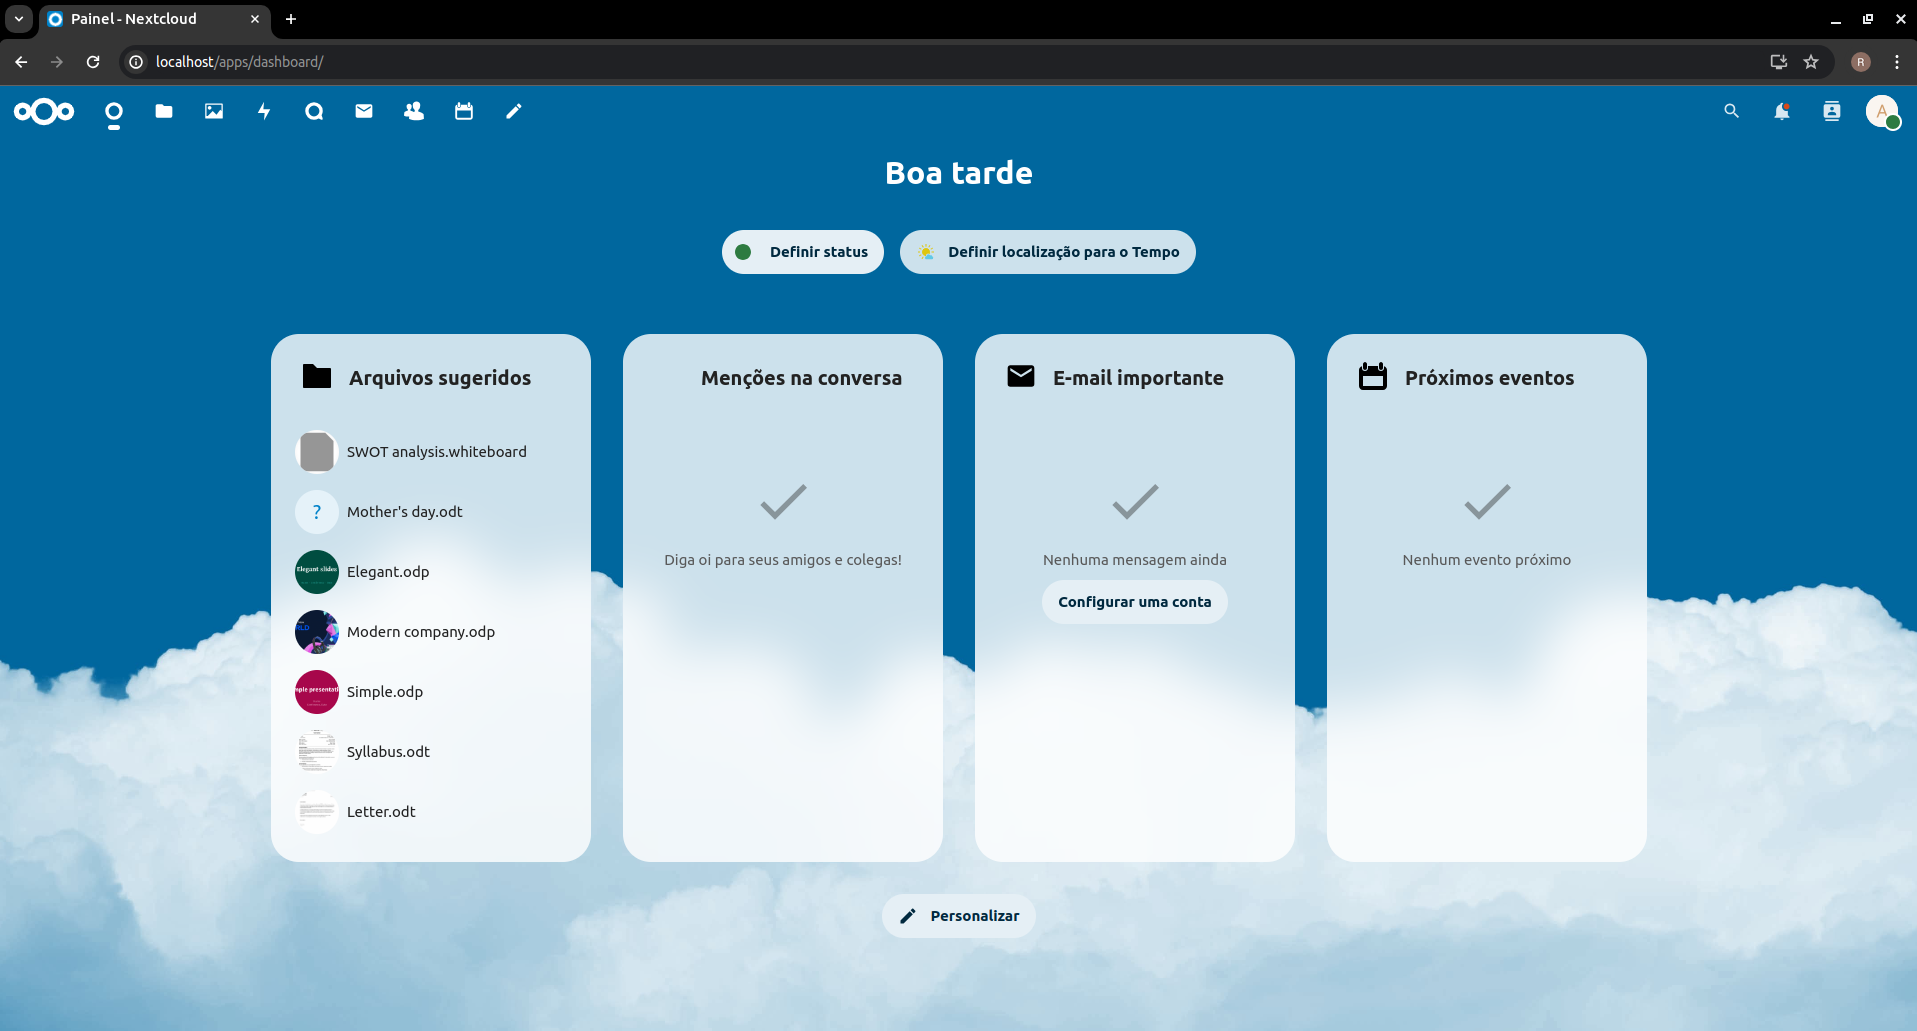 Painel - Nextcloud
localhost/apps/dashboard/
R
A
Boa tarde
Definir status
Definir localização para o Tempo
Arquivos sugeridos
SWOT analysis.whiteboard
?
Mother's day.odt
Elegant slides
Elegant.odp
Modern company.odp
Simple.odp
Syllabus.odt
Letter.odt
Menções na conversa
Diga oi para seus amigos e colegas!
E-mail importante
Nenhuma mensagem ainda
Configurar uma conta
Próximos eventos
Nenhum evento próximo
Personalizar